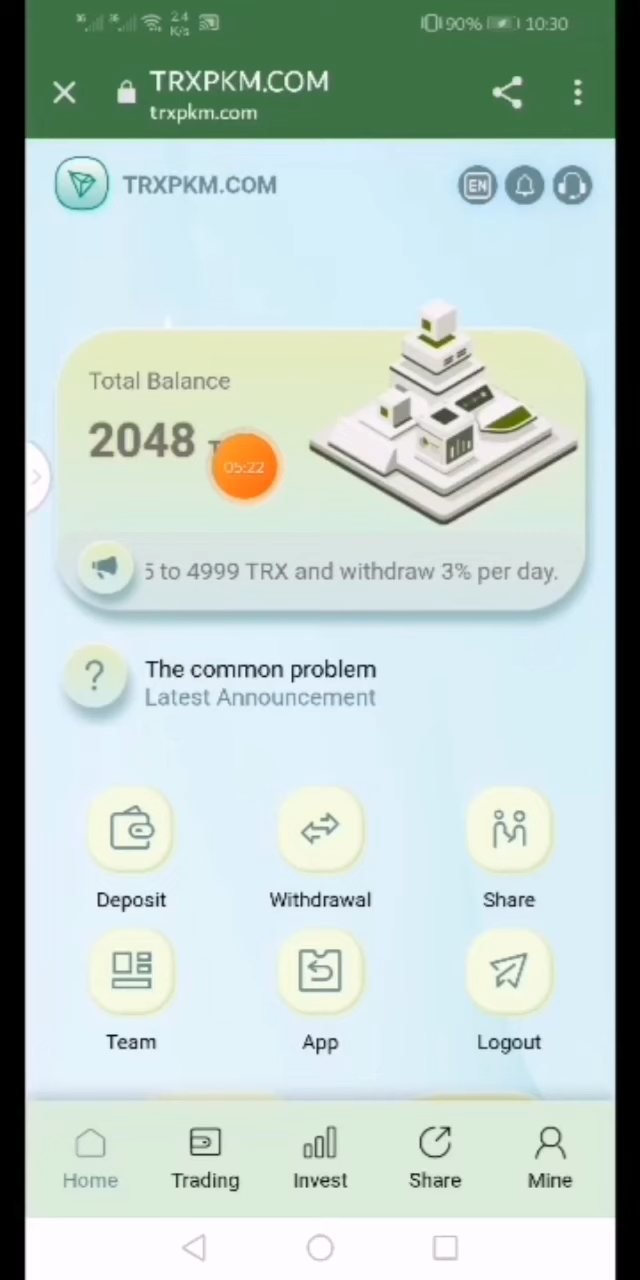 2.4
K/s
90%
10:30
TRXPKM.COM
trxpkm.com
TRXPKM.COM
EN
Total Balance
2048
05:22
5 to 4999 TRX and withdraw 3% per day.
?
The common problem
Latest Announcement
Deposit
Withdrawal
Share
Team
App
Logout
Home
Trading
Invest
Share
Mine